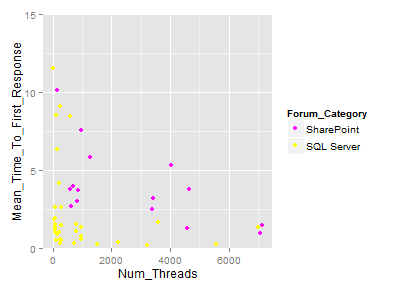 15
10
5
0
Mean_Time_To_First_Response
0 2000 4000 6000
Num_Threads
Forum_Category
SharePoint
SQL Server